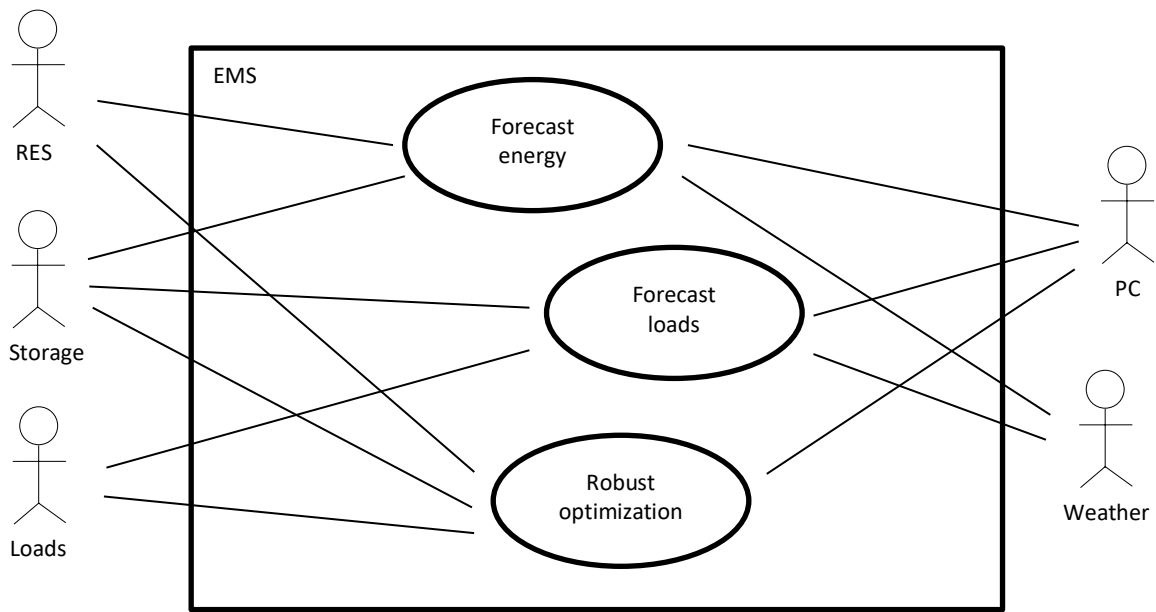 EMS
Forecast
energy
RES
Forecast
loads
PC
Storage
Robust
optimization
Weather
Loads